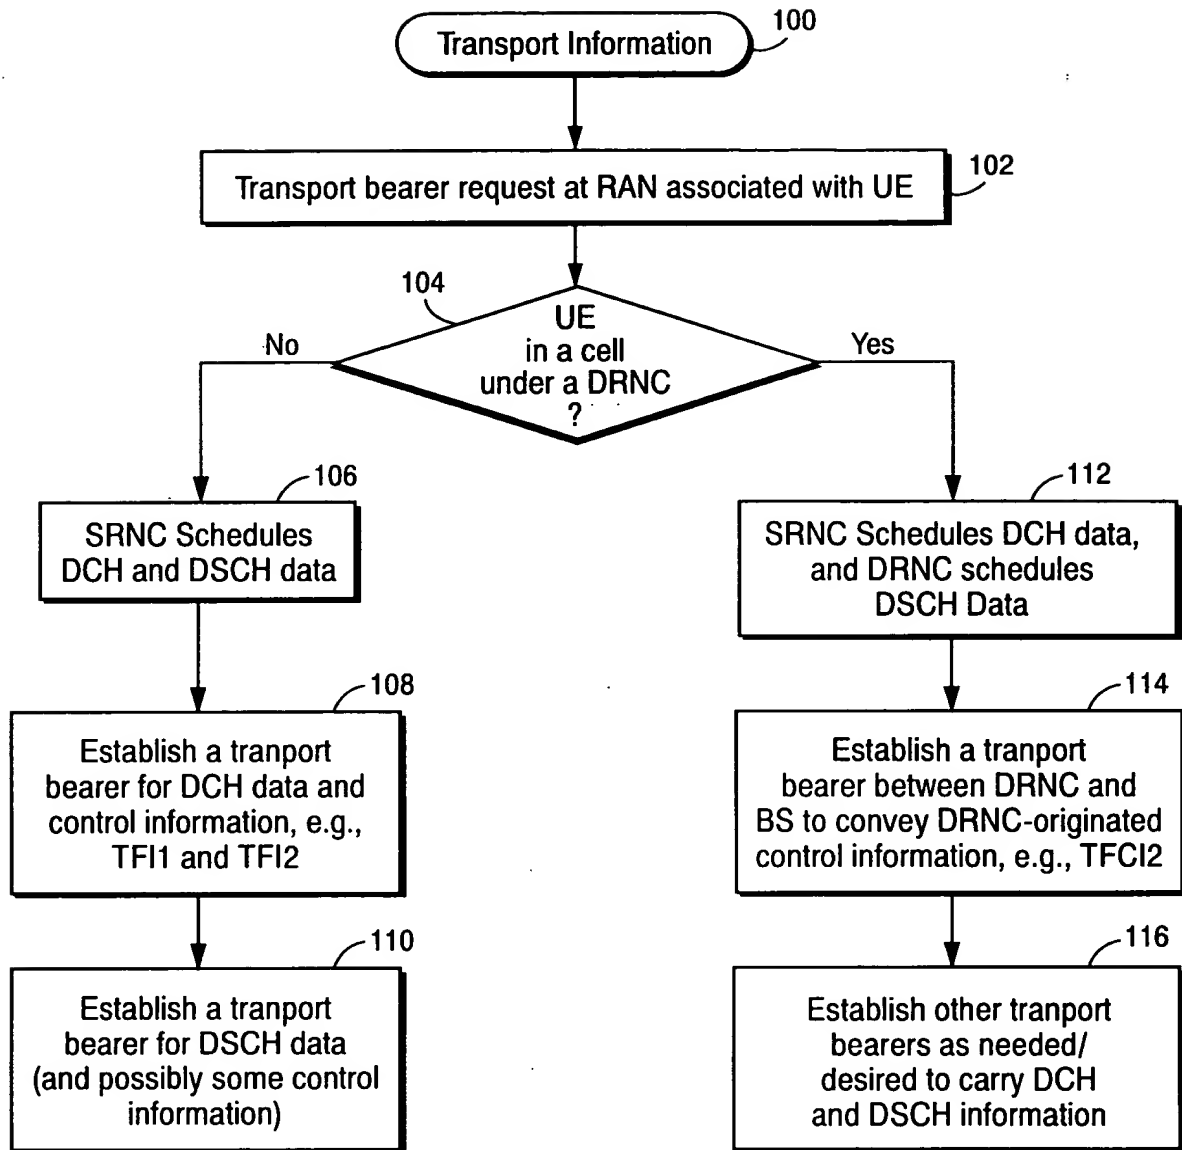 Transport Information
100
Transport bearer request at RAN associated with UE
102
104
UE
in a cell
under a DRNC
?
No
Yes
106
SRNC Schedules
DCH and DSCH data
108
Establish a tranport
bearer for DCH data and
control information, e.g.,
TFI1 and TFI2
110
Establish a tranport
bearer for DSCH data
(and possibly some control
information)
112
SRNC Schedules DCH data,
and DRNC schedules
DSCH Data
114
Establish a tranport
bearer between DRNC and
BS to convey DRNC-originated
control information, e.g., TFCI2
116
Establish other tranport
bearers as needed/
desired to carry DCH
and DSCH information